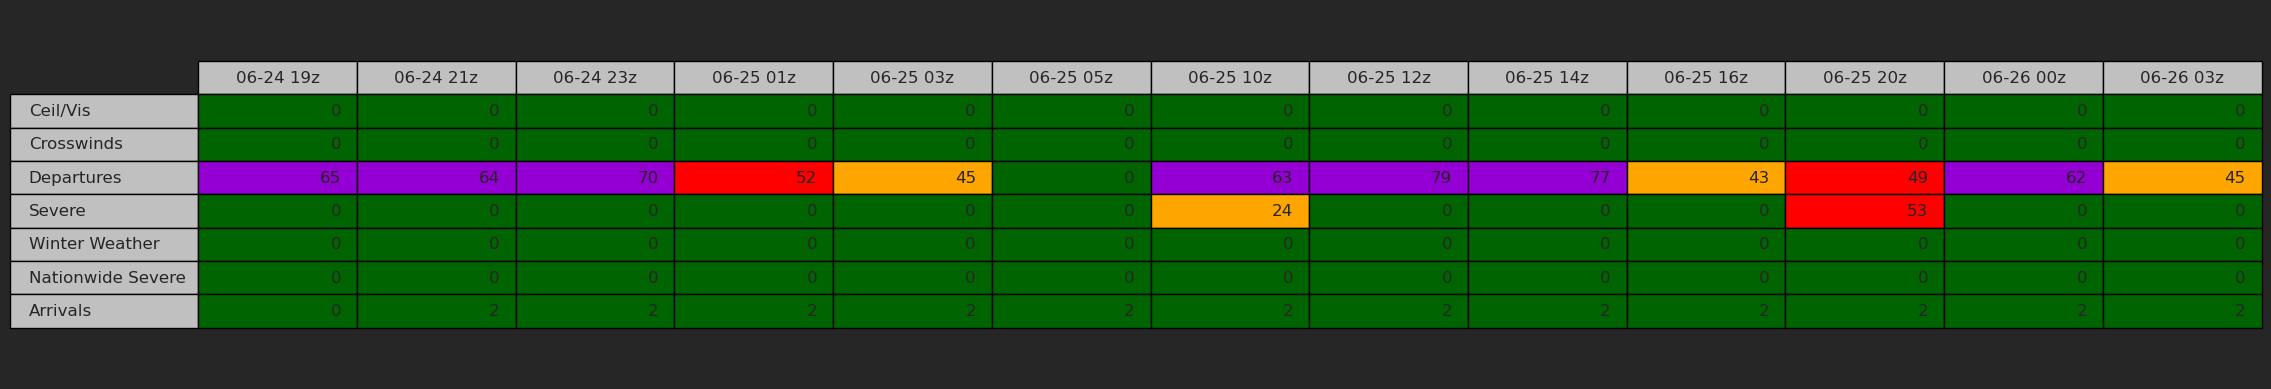 06-24 19z 06-24 21z 06-24 23z 06-25 01z 06-25 03z 06-25 05z 06-25 10z 06-25 12z 06-25 14z 06-25 16z 06-25 20z 06-26 00z 06-26 03z
Ceil/Vis 0 0 0 0 0 0 0 0 0 0 0 0 0
Crosswinds 0 0 0 0 0 0 0 0 0 0 0 0 0
Departures 65 64 70 52 45 0 63 79 77 43 49 62 45
Severe 0 0 0 0 0 0 24 0 0 0 53 0 0
Winter Weather 0 0 0 0 0 0 0 0 0 0 0 0 0
Nationwide Severe 0 0 0 0 0 0 0 0 0 0 0 0 0
Arrivals 0 2 2 2 2 2 2 2 2 2 2 2 2